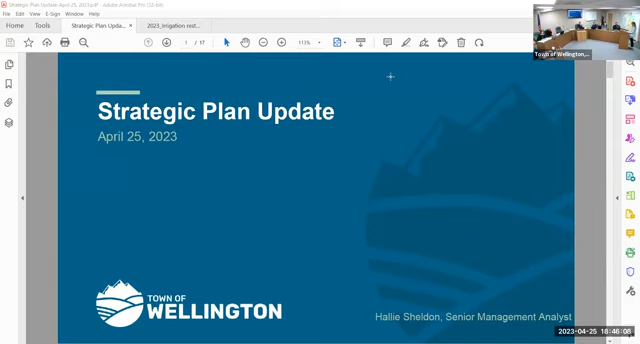 Strategic Plan Update-April 25, 2023.pdf - Adobe Acrobat Pro (32-bit)
File Edit View E-Sign Window Help
Home Tools Strategic Plan Upda... × 2023_Irrigation rest...
1 / 17 113%
Town of Wellington,...
Strategic Plan Update
April 25, 2023
TOWN OF
WELLINGTON
Hallie Sheldon, Senior Management Analyst
2023-04-25 18:46:08